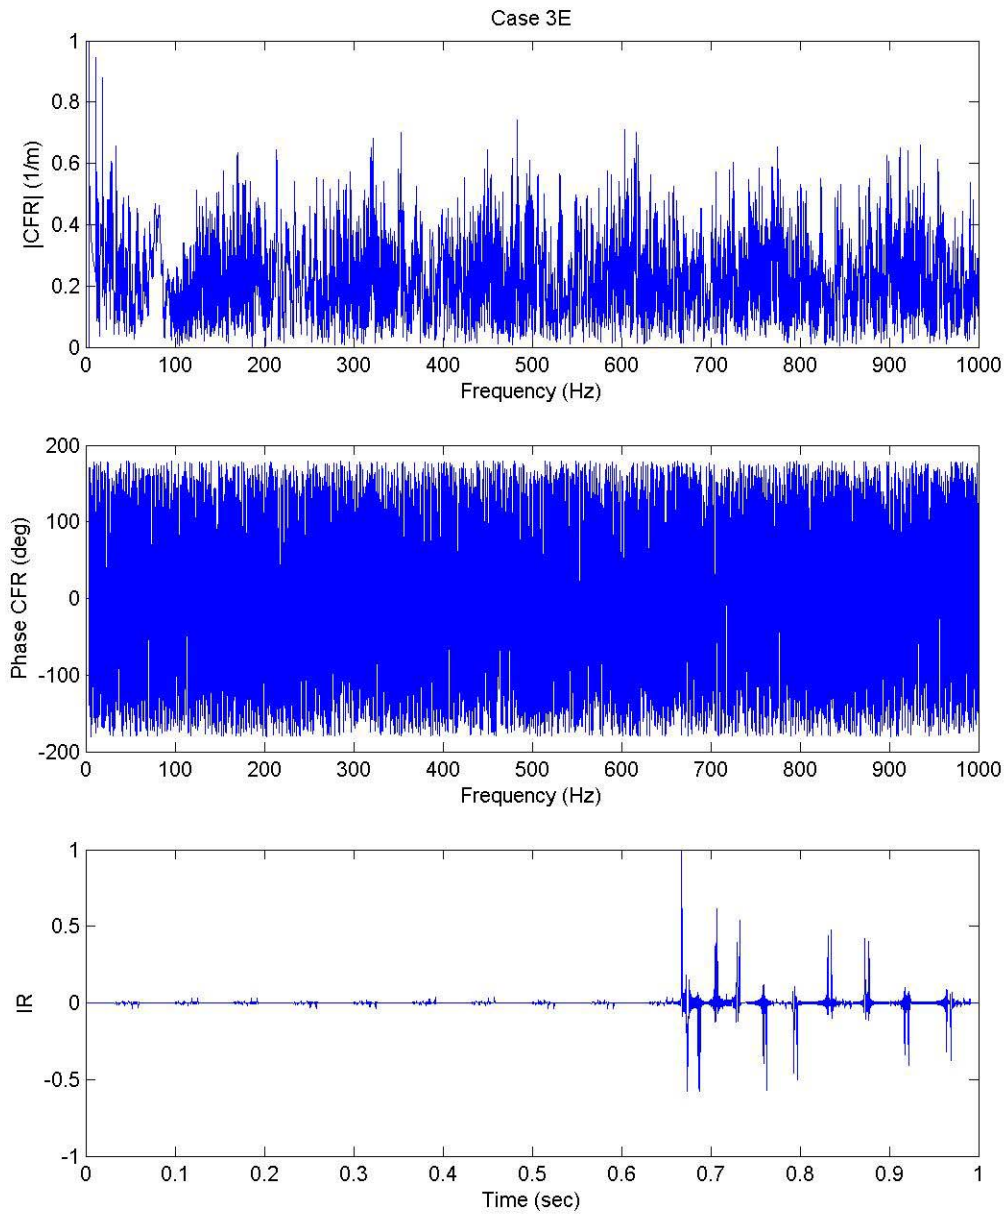 Case 3E
1
0.8
0.6
0.4
0.2
0
|CFR| (1/m)
0 100 200 300 400 500 600 700 800 900 1000
Frequency (Hz)
200
100
0
-100
-200
Phase CFR (deg)
0 100 200 300 400 500 600 700 800 900 1000
Frequency (Hz)
1
0.5
0
-0.5
-1
IR
0 0.1 0.2 0.3 0.4 0.5 0.6 0.7 0.8 0.9 1
Time (sec)